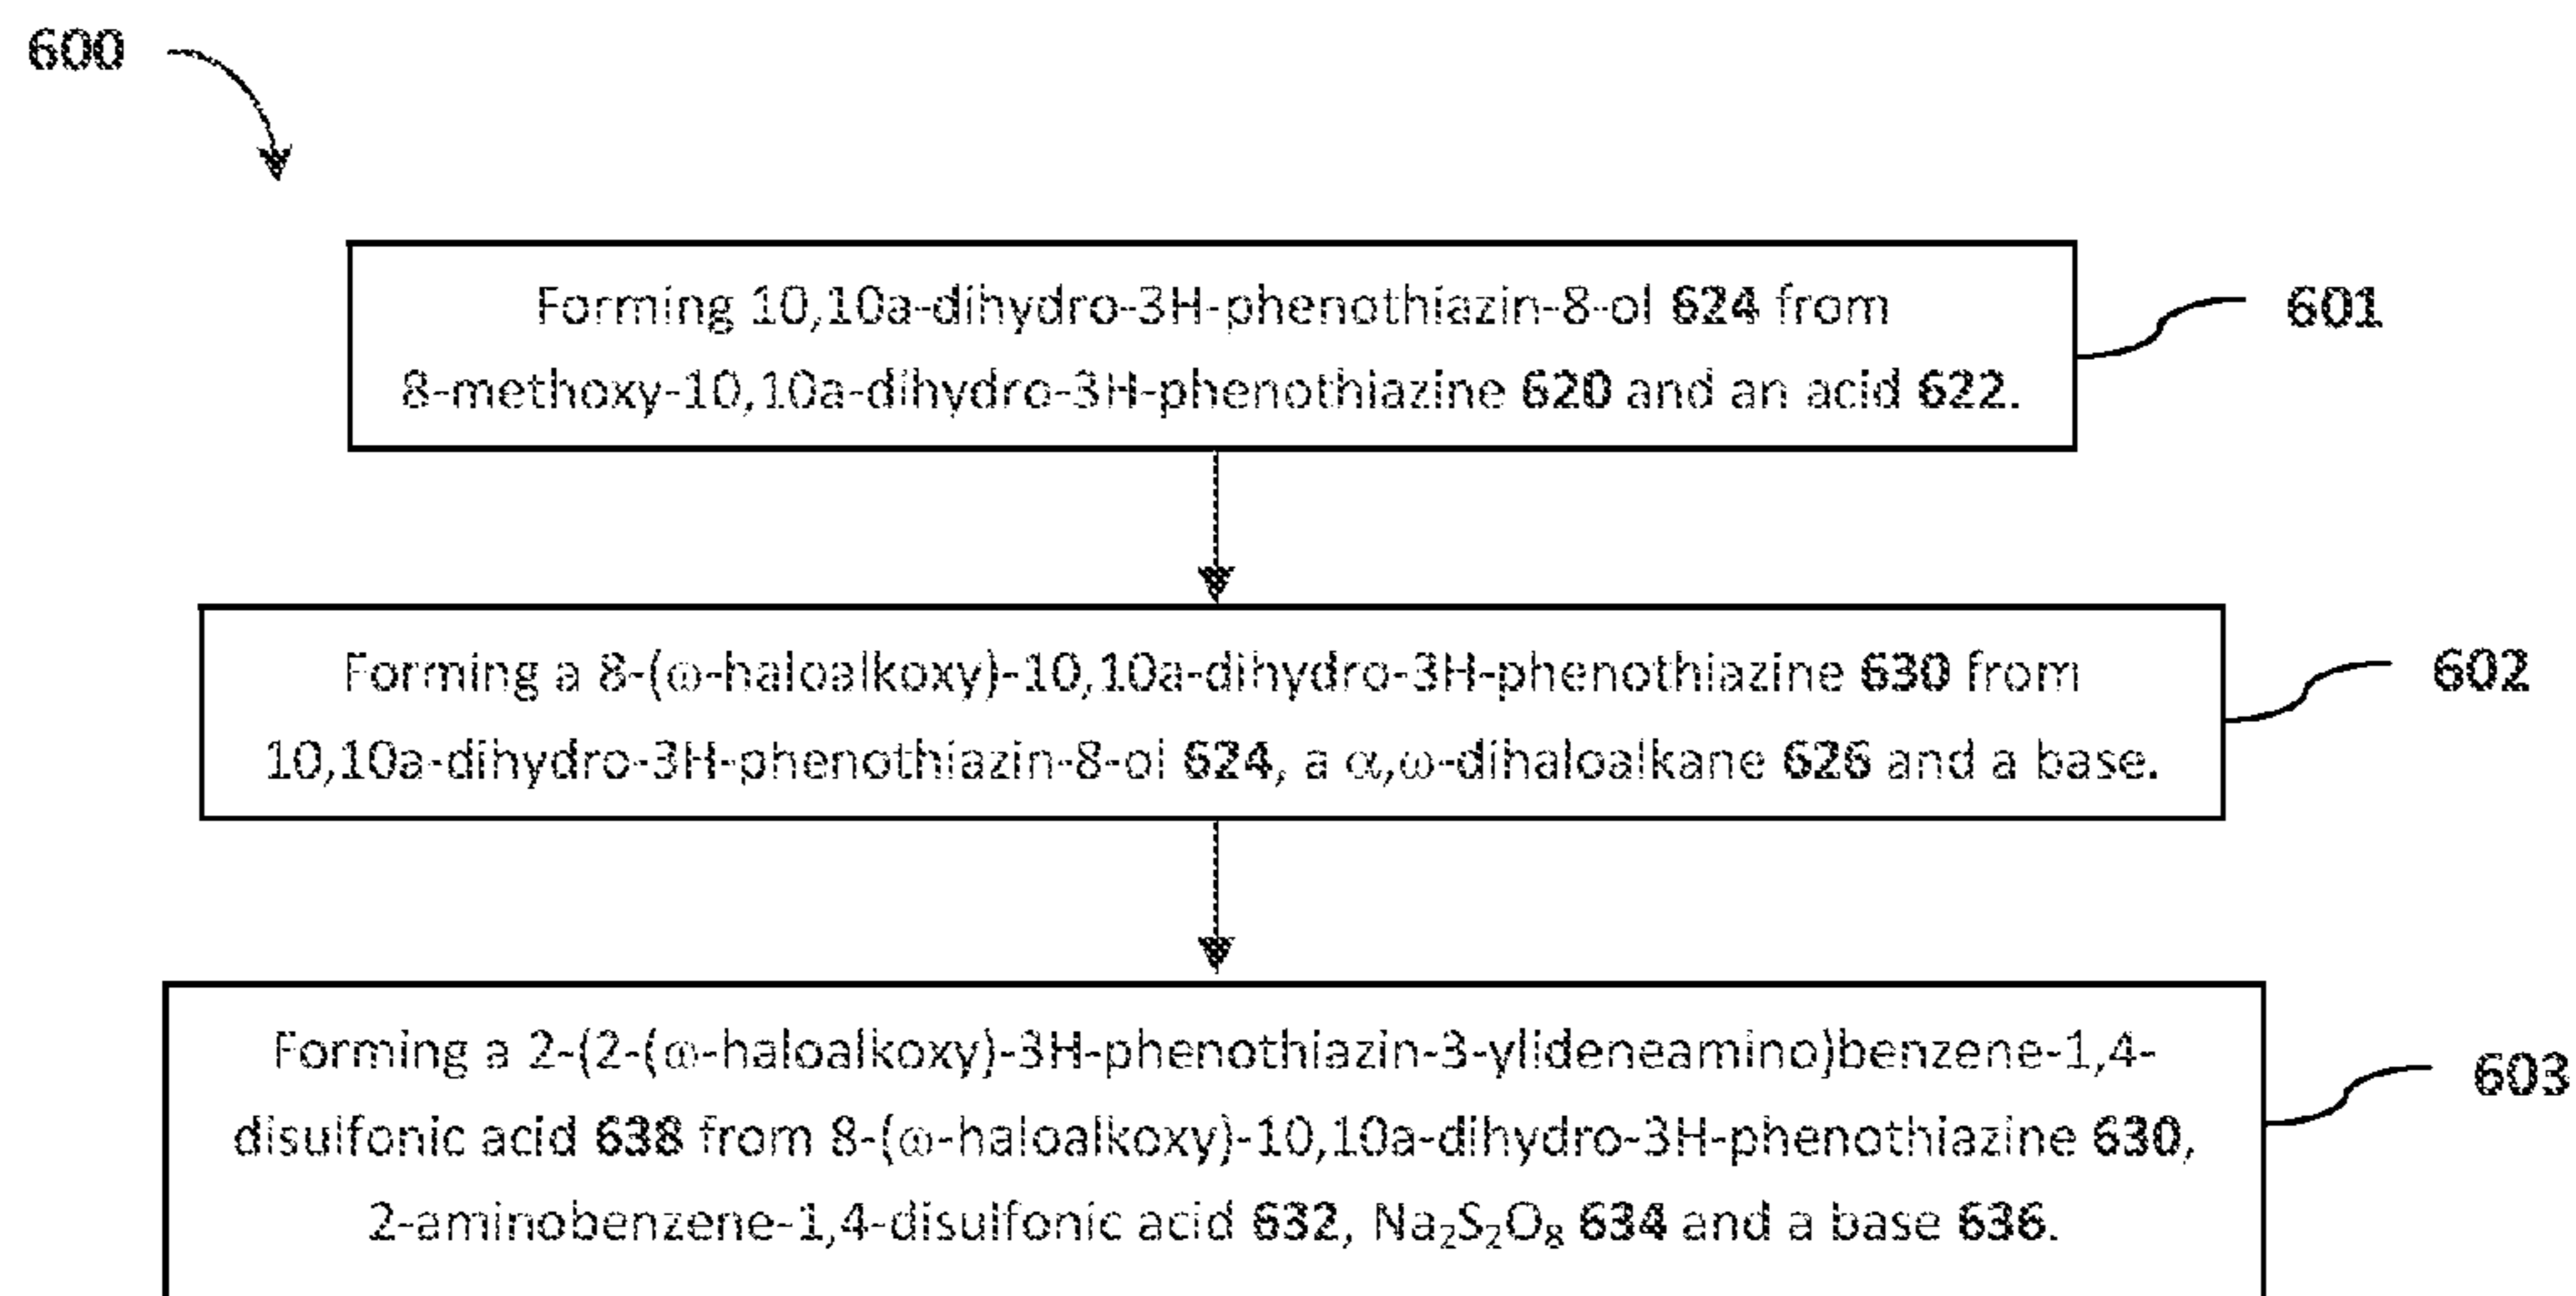 600
Forming 10,10a-dihydro-3H-phenothiazin-8-ol 624 from
8-methoxy-10,10a-dihydro-3H-phenothiazine 620 and an acid 622.
601
Forming a 8-(ω-haloalkoxy)-10,10a-dihydro-3H-phenothiazine 630 from
10,10a-dihydro-3H-phenothiazin-8-ol 624, a α,ω-dihaloalkane 626 and a base.
602
Forming a 2-(2-(ω-haloalkoxy)-3H-phenothiazin-3-ylideneamino)benzene-1,4-
disulfonic acid 638 from 8-(ω-haloalkoxy)-10,10a-dihydro-3H-phenothiazine 630,
2-aminobenzene-1,4-disulfonic acid 632, Na₂S₂O₈ 634 and a base 636.
603